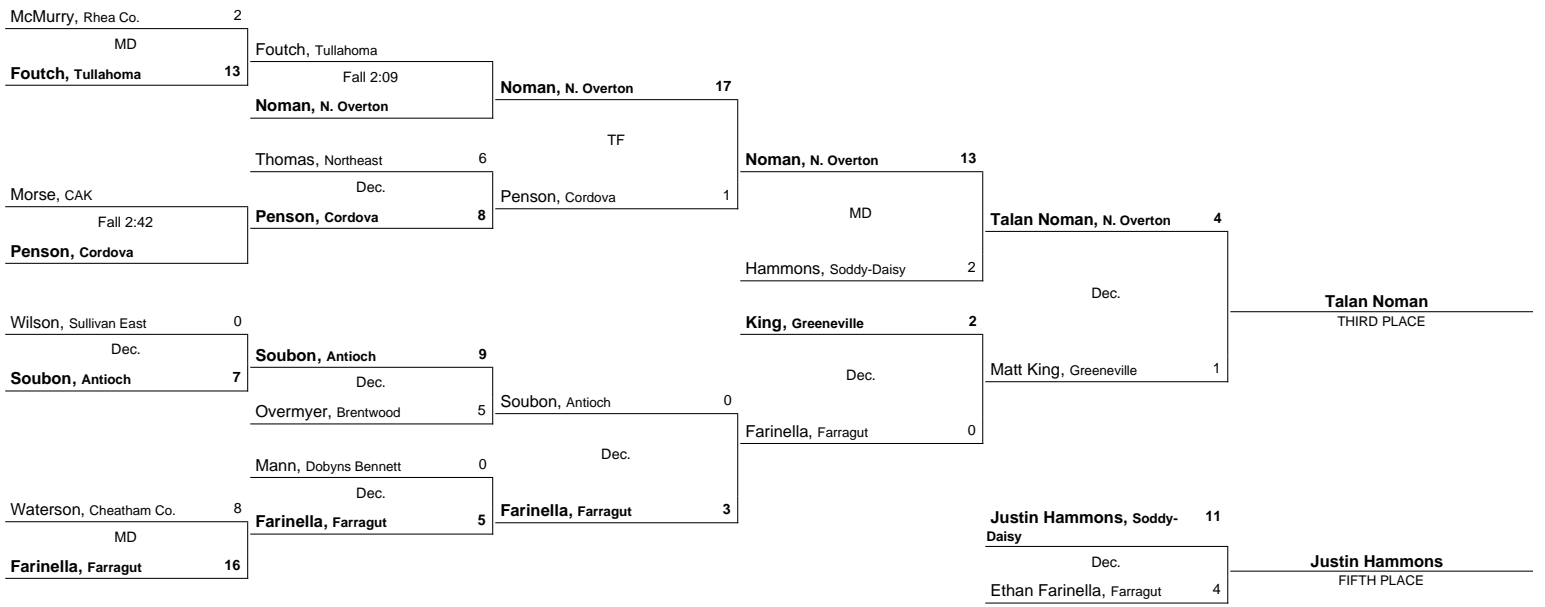 McMurry, Rhea Co. 2
MD
Foutch, Tullahoma 13
Morse, CAK
Fall 2:42
Penson, Cordova
Wilson, Sullivan East 0
Dec.
Soubon, Antioch 7
Waterson, Cheatham Co. 8
MD
Farinella, Farragut 16
Foutch, Tullahoma
Fall 2:09
Noman, N. Overton
Thomas, Northeast 6
Dec.
Penson, Cordova 8
Soubon, Antioch 9
Dec.
Overmyer, Brentwood 5
Mann, Dobyns Bennett 0
Dec.
Farinella, Farragut 5
Noman, N. Overton 17
TF
Penson, Cordova 1
Soubon, Antioch 0
Dec.
Farinella, Farragut 3
Noman, N. Overton 13
MD
Hammons, Soddy-Daisy 2
King, Greeneville 2
Dec.
Farinella, Farragut 0
Talan Noman, N. Overton 4
Dec.
Matt King, Greeneville 1
Talan Noman
THIRD PLACE
Justin Hammons, Soddy- 11
Daisy
Dec.
Ethan Farinella, Farragut 4
Justin Hammons
FIFTH PLACE